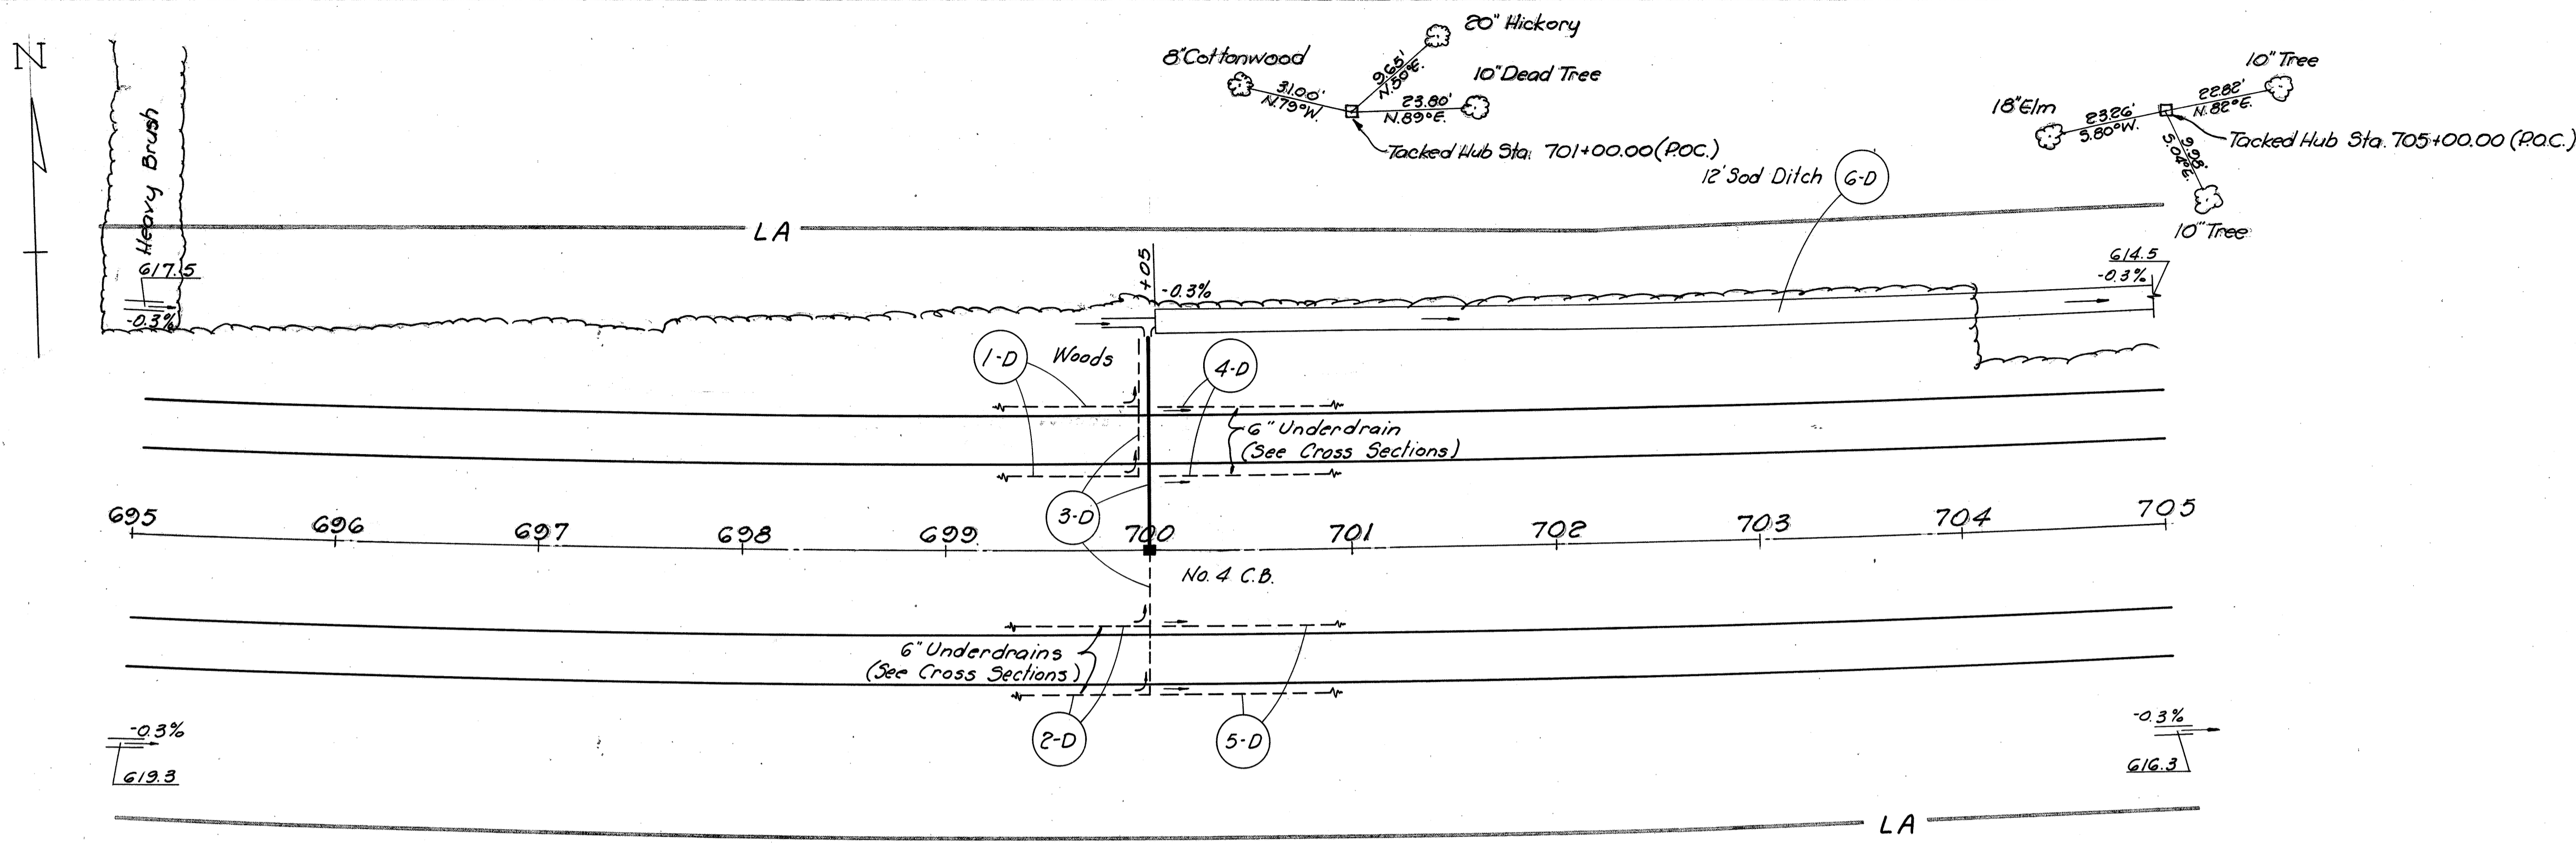 N
Heavy Brush
617.5
-0.3%
LA
8"Cottonwood
31.00'
N.79°W.
20" Hickory
9.65'
N.50°E.
10" Dead Tree
23.80'
N.89°E.
Tacked Hub Sta. 701+00.00 (P.O.C.)
18"Elm
23.26'
S.80°W.
10" Tree
22.82'
N.82°E.
Tacked Hub Sta. 705+00.00 (P.O.C.)
9.98'
S.04°E.
10" Tree
12' Sod Ditch
6-D
614.5
-0.3%
+05
-0.3%
1-D
Woods
4-D
6" Underdrain
(See Cross Sections)
3-D
695
696
697
698
699
700
701
702
703
704
705
No. 4 C.B.
6" Underdrains
(See Cross Sections)
2-D
5-D
-0.3%
619.3
-0.3%
616.3
LA